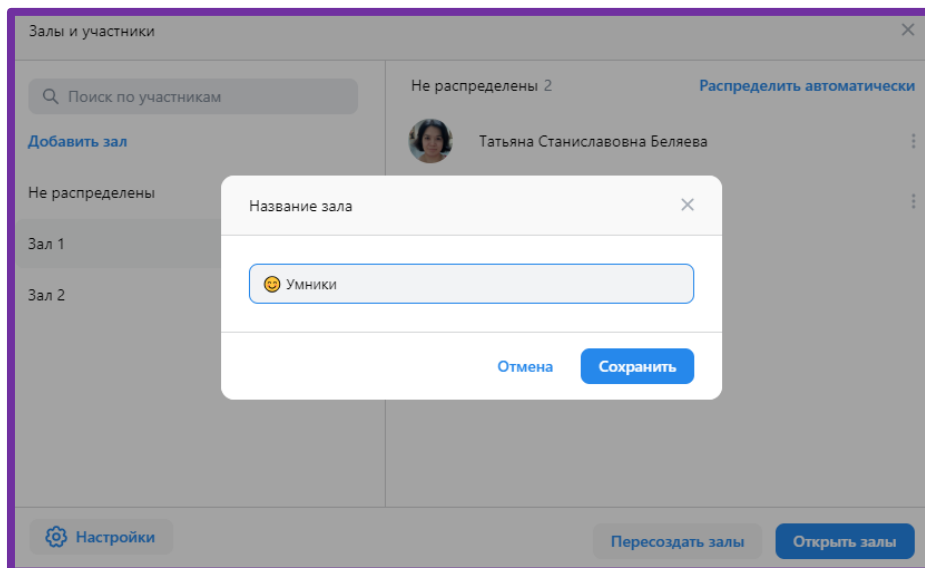 Залы и участники
Поиск по участникам
Добавить зал
Не распределены
Зал 1
Зал 2
Не распределены 2
Распределить автоматически
Татьяна Станиславовна Беляева
Название зала
😊 Умники
Отмена
Сохранить
Настройки
Пересоздать залы
Открыть залы